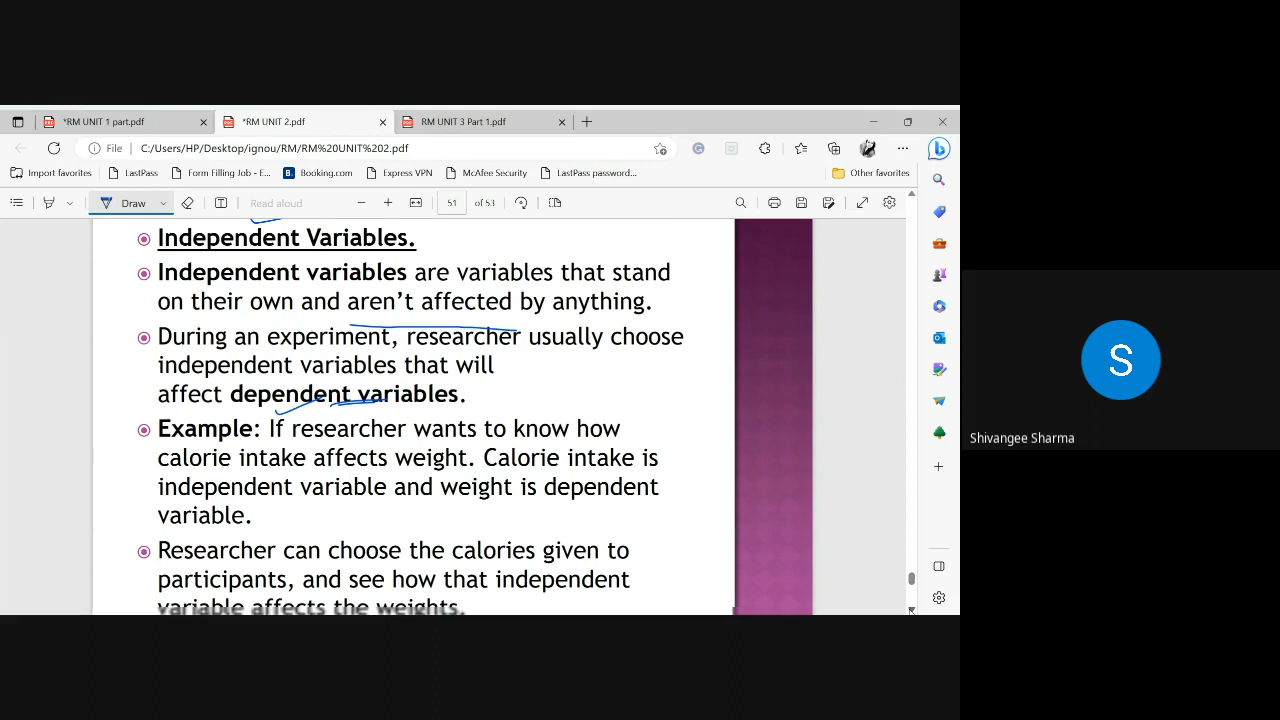 *RM UNIT 1 part.pdf
*RM UNIT 2.pdf
RM UNIT 3 Part 1.pdf
File
C:/Users/HP/Desktop/ignou/RM/RM%20UNIT%202.pdf
Import favorites
LastPass
Form Filling Job - E...
B. Booking.com
Express VPN
McAfee Security
LastPass password...
Other favorites
Draw
Read aloud
51 of 53
Independent Variables.
Independent variables are variables that stand
on their own and aren’t affected by anything.
During an experiment, researcher usually choose
independent variables that will
affect dependent variables.
Example: If researcher wants to know how
calorie intake affects weight. Calorie intake is
independent variable and weight is dependent
variable.
Researcher can choose the calories given to
participants, and see how that independent
variable affects the weights.
S
Shivangee Sharma